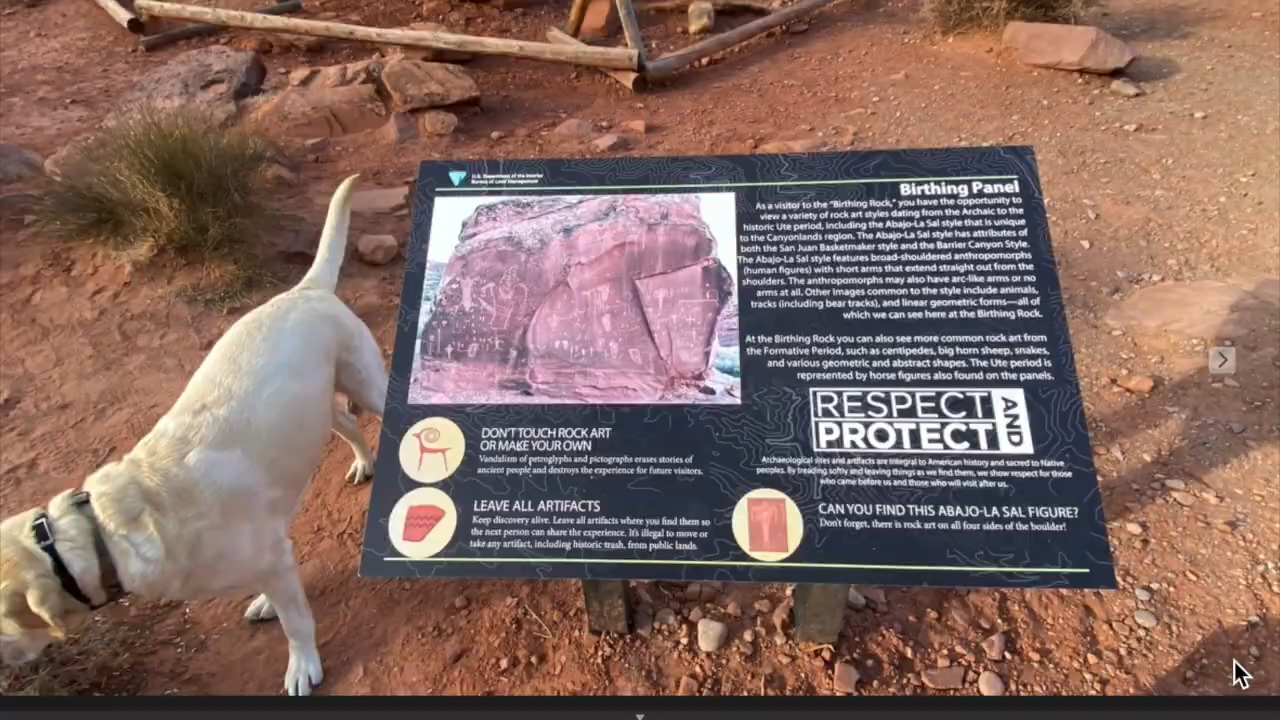 U.S. Department of the Interior
Bureau of Land Management
Birthing Panel
As a visitor to the “Birthing Rock,” you have the opportunity to
view a variety of rock art styles dating from the Archaic to the
historic Ute period, including the Abajo-La Sal style that is unique
to the Canyonlands region. The Abajo-La Sal style has attributes of
both the San Juan Basketmaker style and the Barrier Canyon Style.
The Abajo-La Sal style features broad-shouldered anthropomorphs
(human figures) with short arms that extend straight out from the
shoulders. The anthropomorphs may also have arc-like arms or no
arms at all. Other images common to the style include animals,
tracks (including bear tracks), and linear geometric forms—all of
which we can see here at the Birthing Rock.
At the Birthing Rock you can also see more common rock art from
the Formative Period, such as centipedes, big horn sheep, snakes,
and various geometric and abstract shapes. The Ute period is
represented by horse figures also found on the panels.
RESPECT
AND
PROTECT
Archaeological sites and artifacts are integral to American history and sacred to Native
peoples. By treading softly and leaving things as we find them, we show respect for those
who came before us and those who will visit after us.
DON'T TOUCH ROCK ART
OR MAKE YOUR OWN
Vandalism of petroglyphs and pictographs erases stories of
ancient people and destroys the experience for future visitors.
LEAVE ALL ARTIFACTS
Keep discovery alive. Leave all artifacts where you find them so
the next person can share the experience. It's illegal to move or
take any artifact, including historic trash, from public lands.
CAN YOU FIND THIS ABAJO-LA SAL FIGURE?
Don't forget, there is rock art on all four sides of the boulder!